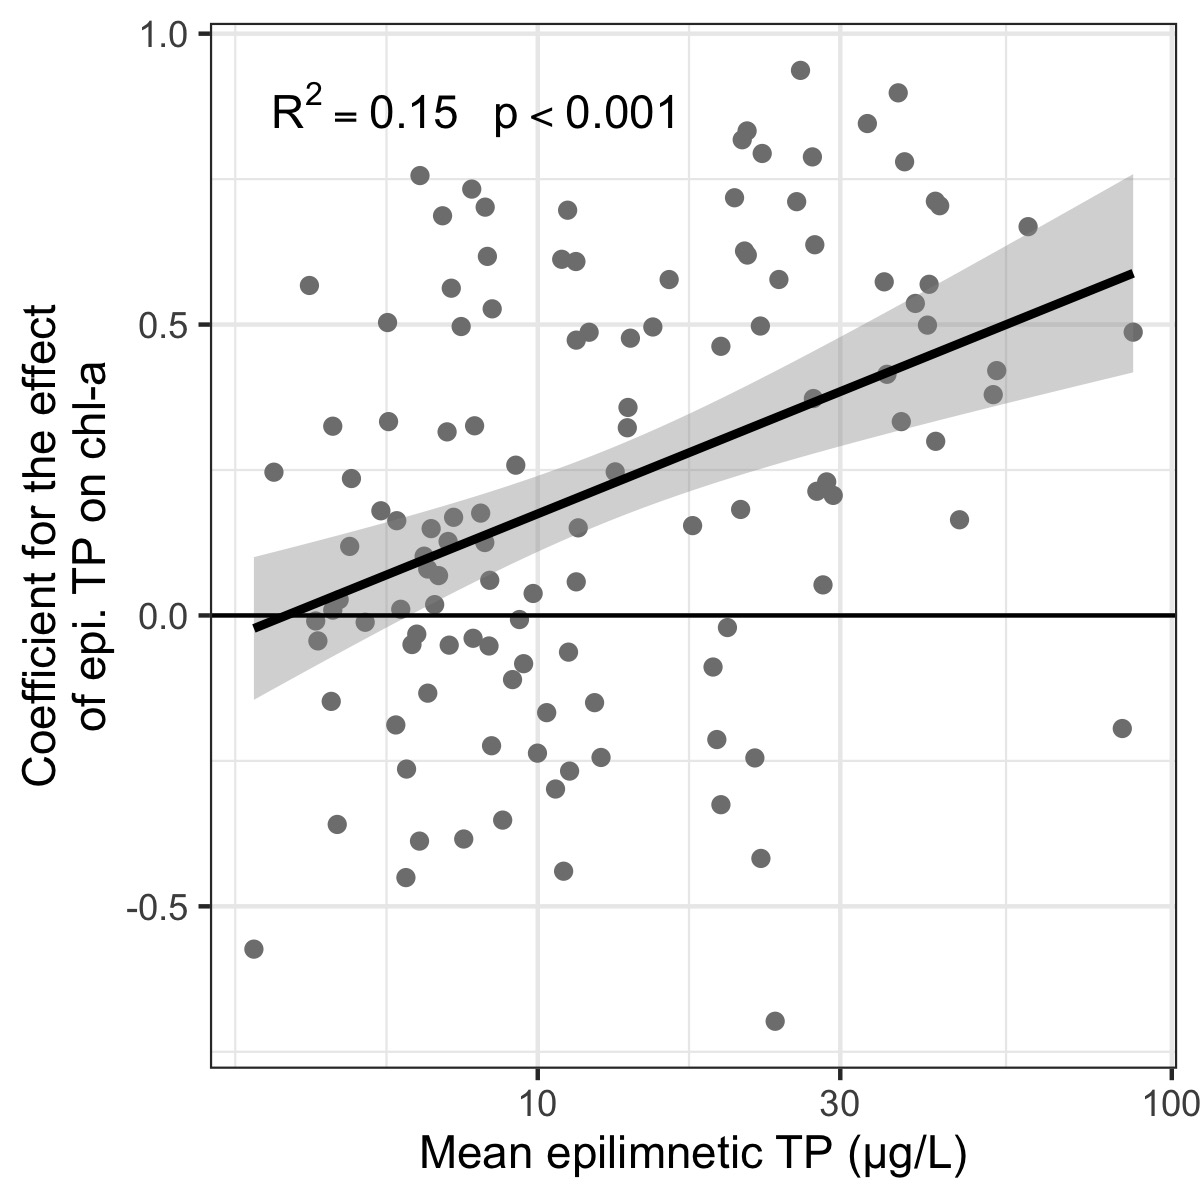 1.0
R² = 0.15 p < 0.001
0.5
0.0
-0.5
Coefficient for the effect
of epi. TP on chl-a
10 30 100
Mean epilimnetic TP (μg/L)